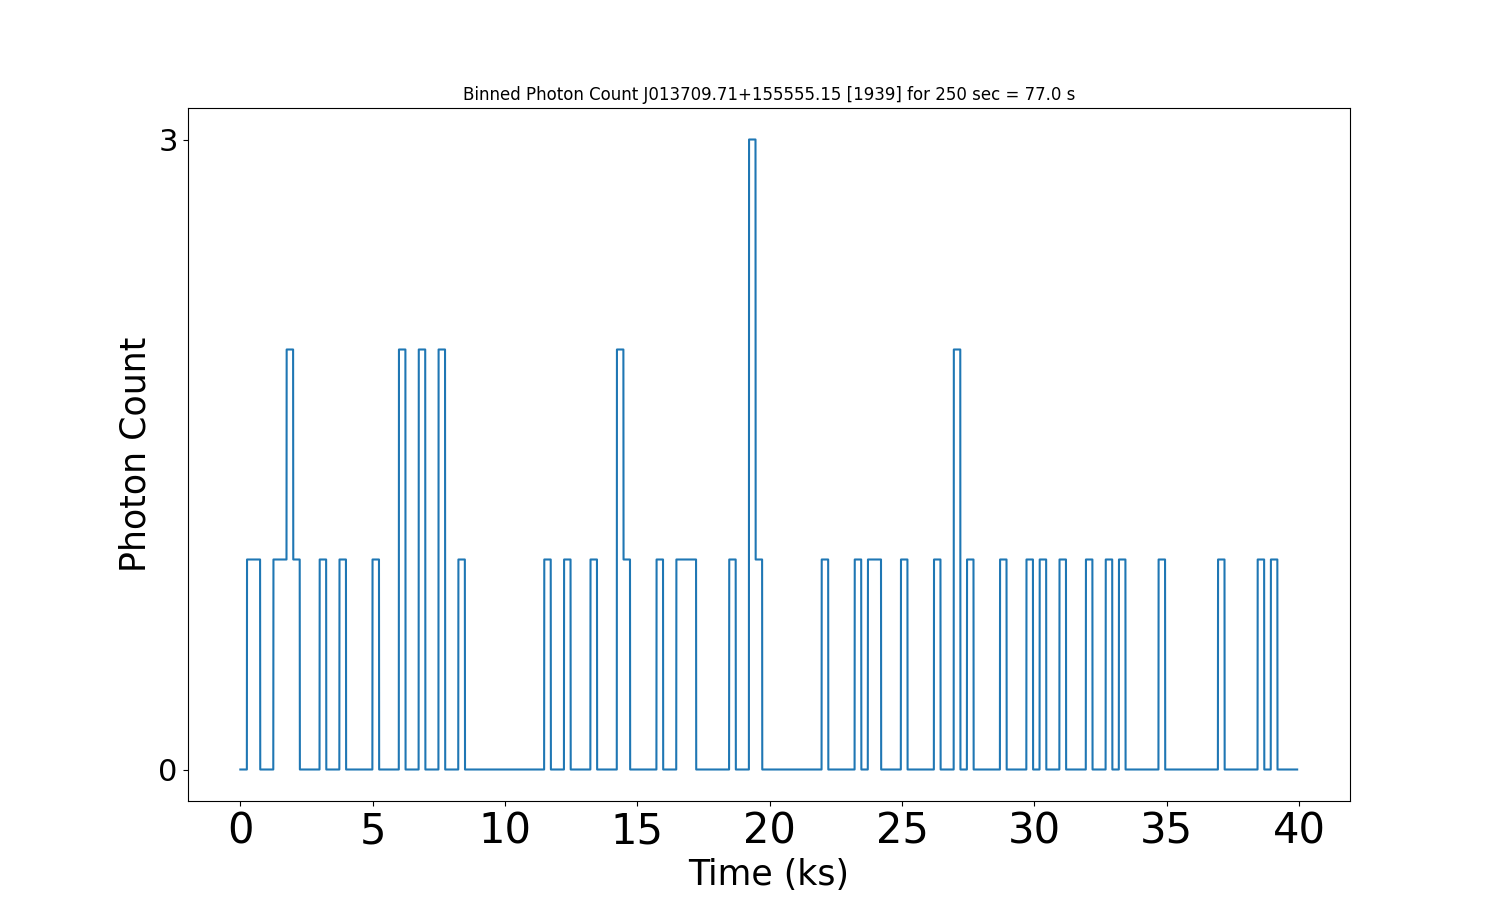 Binned Photon Count J013709.71+155555.15 [1939] for 250 sec = 77.0 s
3
Photon Count
0
0 5 10 15 20 25 30 35 40
Time (ks)